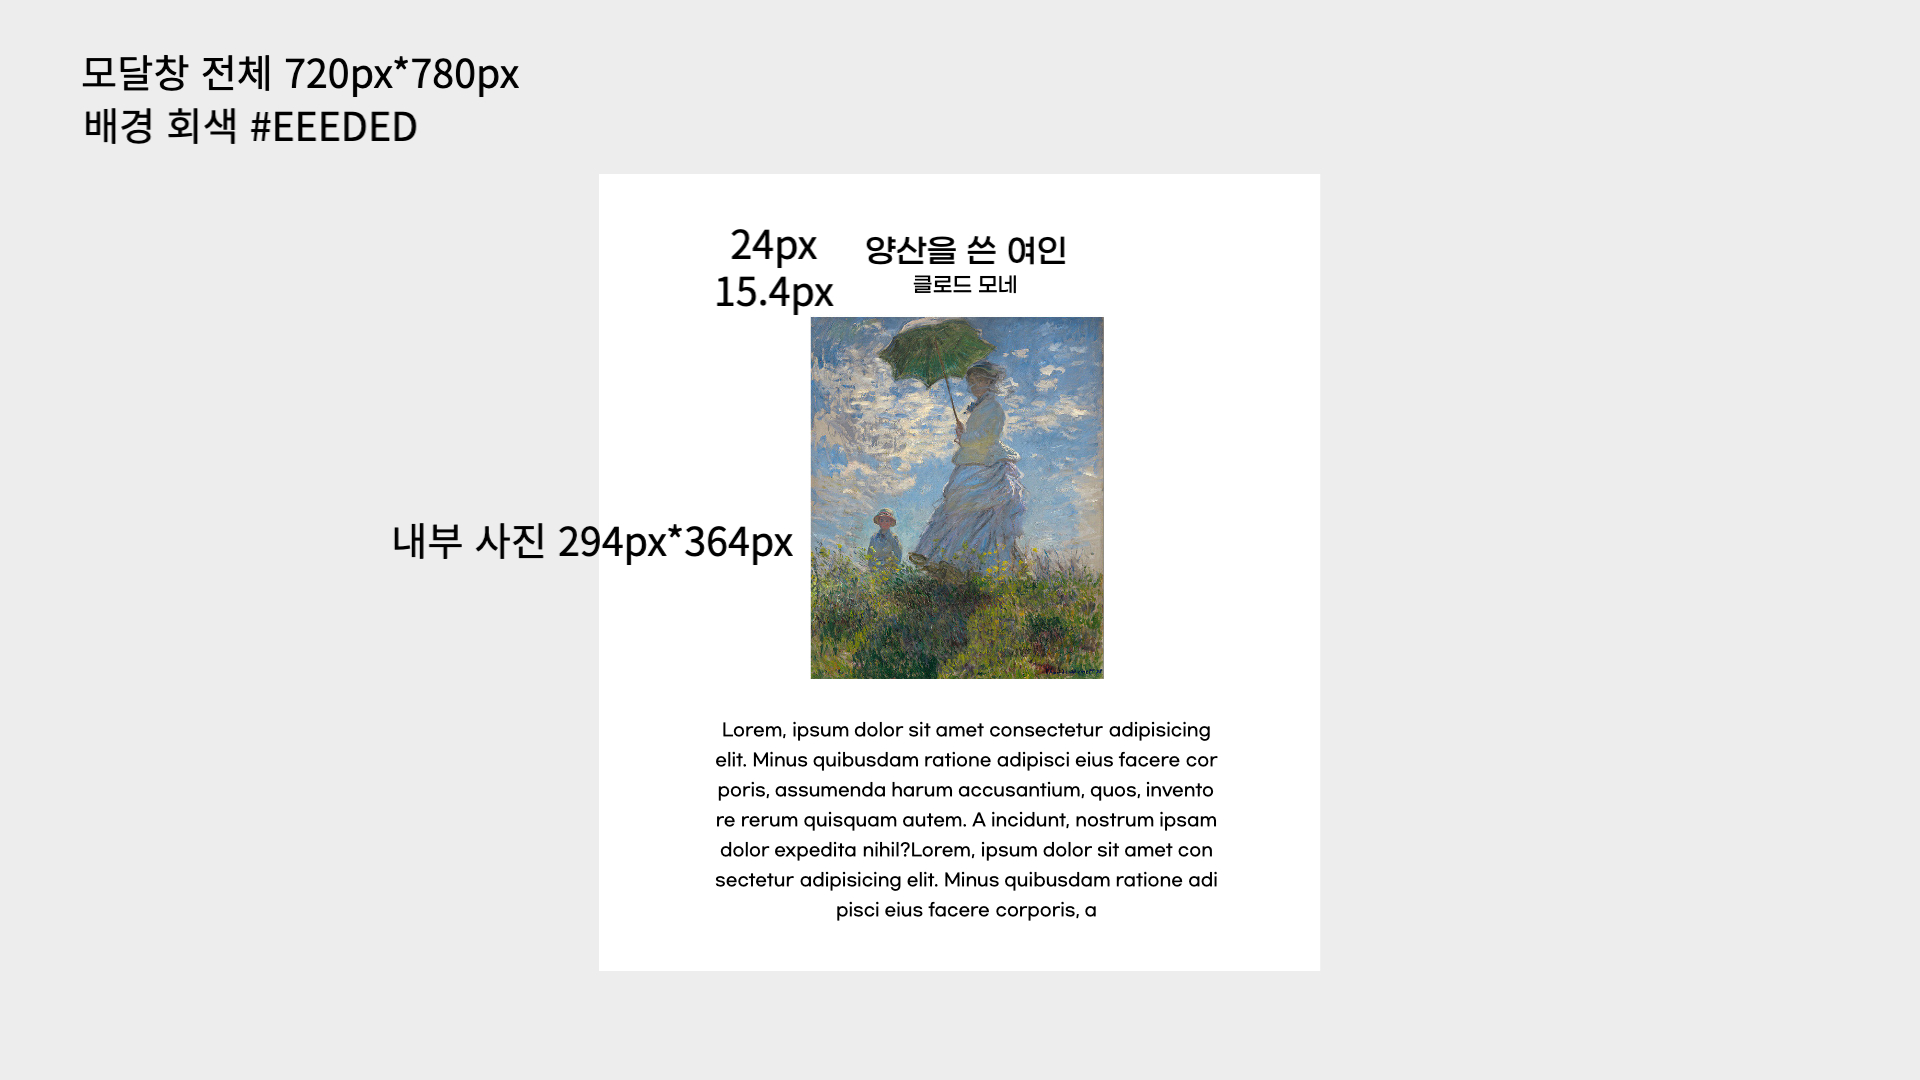 모달창 전체 720px*780px
배경 회색 #EEEDED
24px
양산을 쓴 여인
15.4px
클로드 모네
내부 사진 294px*364px
Lorem, ipsum dolor sit amet consectetur adipisicing
elit. Minus quibusdam ratione adipisci eius facere cor
poris, assumenda harum accusantium, quos, invento
re rerum quisquam autem. A incidunt, nostrum ipsam
dolor expedita nihil?Lorem, ipsum dolor sit amet con
sectetur adipisicing elit. Minus quibusdam ratione adi
pisci eius facere corporis, a